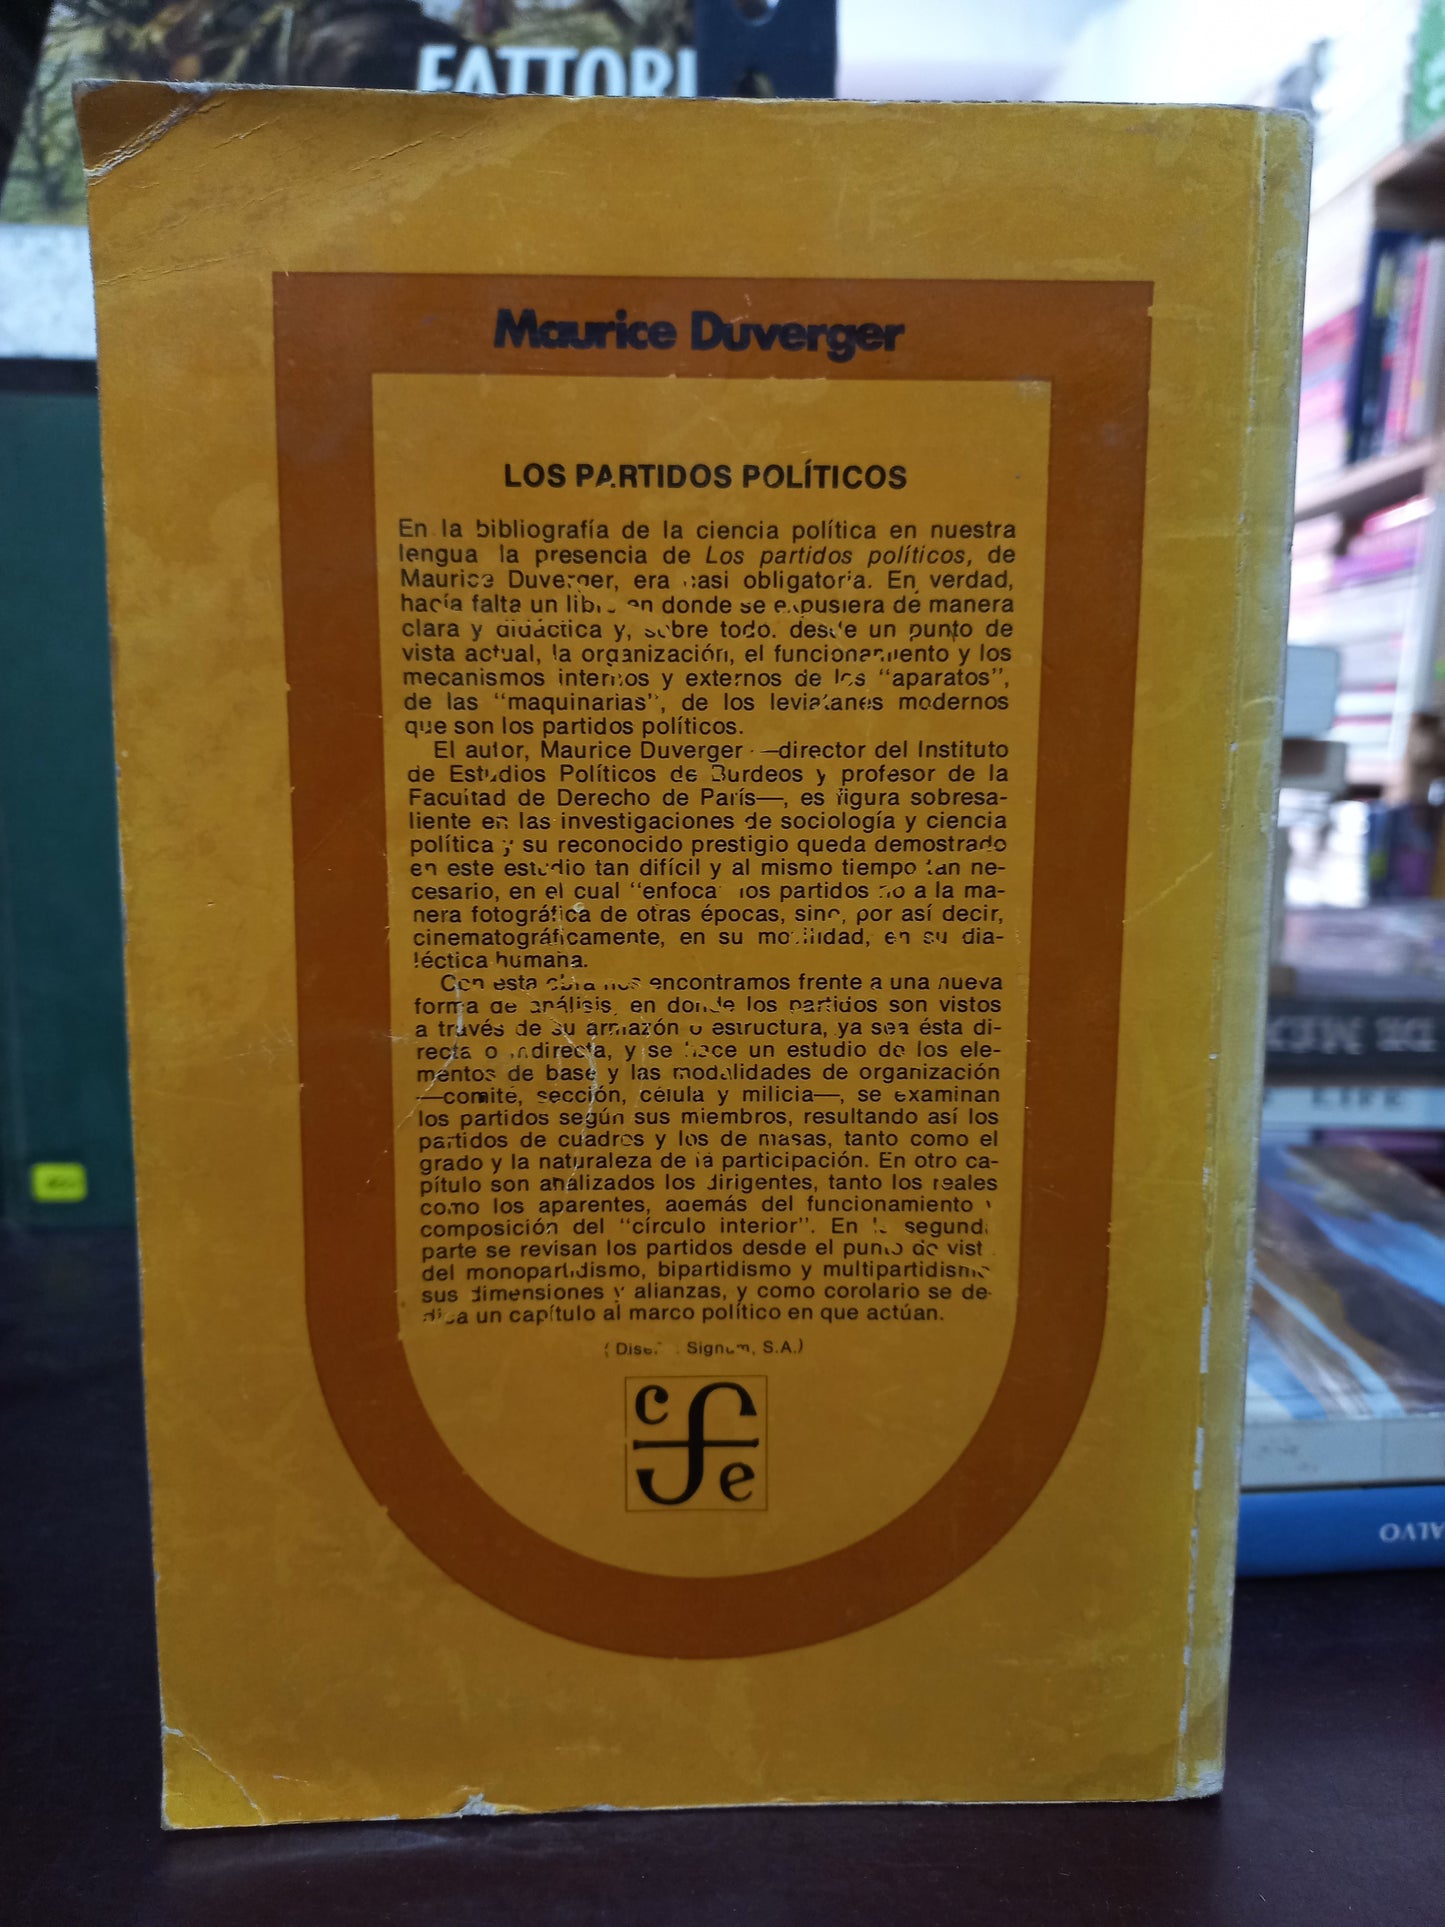 FATTORI
Maurice Duverger
LOS PARTIDOS POLÍTICOS
En la bibliografía de la ciencia política en nuestra
lengua la presencia de Los partidos políticos, de
Maurice Duverger, era casi obligatoria. En verdad,
hacía falta un libro en donde se expusiera de manera
clara y didáctica y, sobre todo, desde un punto de
vista actual, la organización, el funcionamiento y los
mecanismos internos y externos de los “aparatos”,
de las “maquinarias”, de los leviatanes modernos
que son los partidos políticos.
El autor, Maurice Duverger —director del Instituto
de Estudios Políticos de Burdeos y profesor de la
Facultad de Derecho de París—, es figura sobresa-
liente en las investigaciones de sociología y ciencia
política y su reconocido prestigio queda demostrado
en este estudio tan difícil y al mismo tiempo tan ne-
cesario, en el cual “enfoca” los partidos no a la ma-
nera fotográfica de otras épocas, sino, por así decir,
cinematográficamente, en su movilidad, en su dia-
léctica humana.
Con esta obra nos encontramos frente a una nueva
forma de análisis, en donde los partidos son vistos
a través de su armazón o estructura, ya sea ésta di-
recta o indirecta, y se hace un estudio de los ele-
mentos de base y las modalidades de organización
—comité, sección, célula y milicia—, se examinan
los partidos según sus miembros, resultando así los
partidos de cuadros y los de masas, tanto como el
grado y la naturaleza de la participación. En otro ca-
pítulo son analizados los dirigentes, tanto los reales
como los aparentes, además del funcionamiento y
composición del “círculo interior”. En la segunda
parte se revisan los partidos desde el punto de vista
del monopartidismo, bipartidismo y multipartidismo
sus dimensiones y alianzas, y como corolario se de-
dica un capítulo al marco político en que actúan.
(Diseño Signum, S.A.)
cfe
LIFE
ALVO